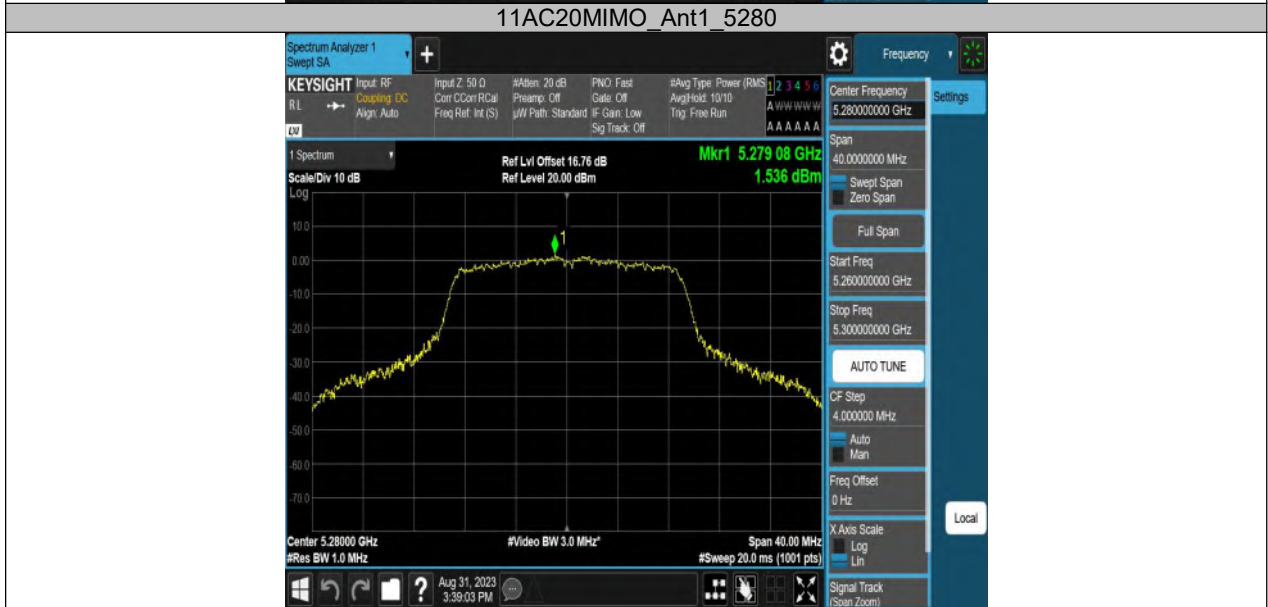 11AC20MIMO_Ant1_5280
Spectrum Analyzer 1
Swept SA
+
Frequency
KEYSIGHT
RL
Input: RF
Coupling: DC
Align: Auto
Input Z: 50 Ω
Corr CCorr RCal
Freq Ref: Int (S)
#Atten: 20 dB
Preamp: Off
µW Path: Standard
PNO: Fast
Gate: Off
IF Gain: Low
Sig Track: Off
#Avg Type: Power (RMS
Avg|Hold: 10/10
Trig: Free Run
1 2 3 4 5 6
A W W W W W
A A A A A A
1 Spectrum
Scale/Div 10 dB
Log
Ref Lvl Offset 16.76 dB
Ref Level 20.00 dBm
Mkr1 5.279 08 GHz
1.536 dBm
10.0
0.00
-10.0
-20.0
-30.0
-40.0
-50.0
-60.0
-70.0
1
Center 5.28000 GHz
#Res BW 1.0 MHz
#Video BW 3.0 MHz*
Span 40.00 MHz
#Sweep 20.0 ms (1001 pts)
?
Aug 31, 2023
3:39:03 PM
Center Frequency
5.280000000 GHz
Settings
Span
40.0000000 MHz
Swept Span
Zero Span
Full Span
Start Freq
5.260000000 GHz
Stop Freq
5.300000000 GHz
AUTO TUNE
CF Step
4.000000 MHz
Auto
Man
Freq Offset
0 Hz
X Axis Scale
Log
Lin
Local
Signal Track
(Span Zoom)